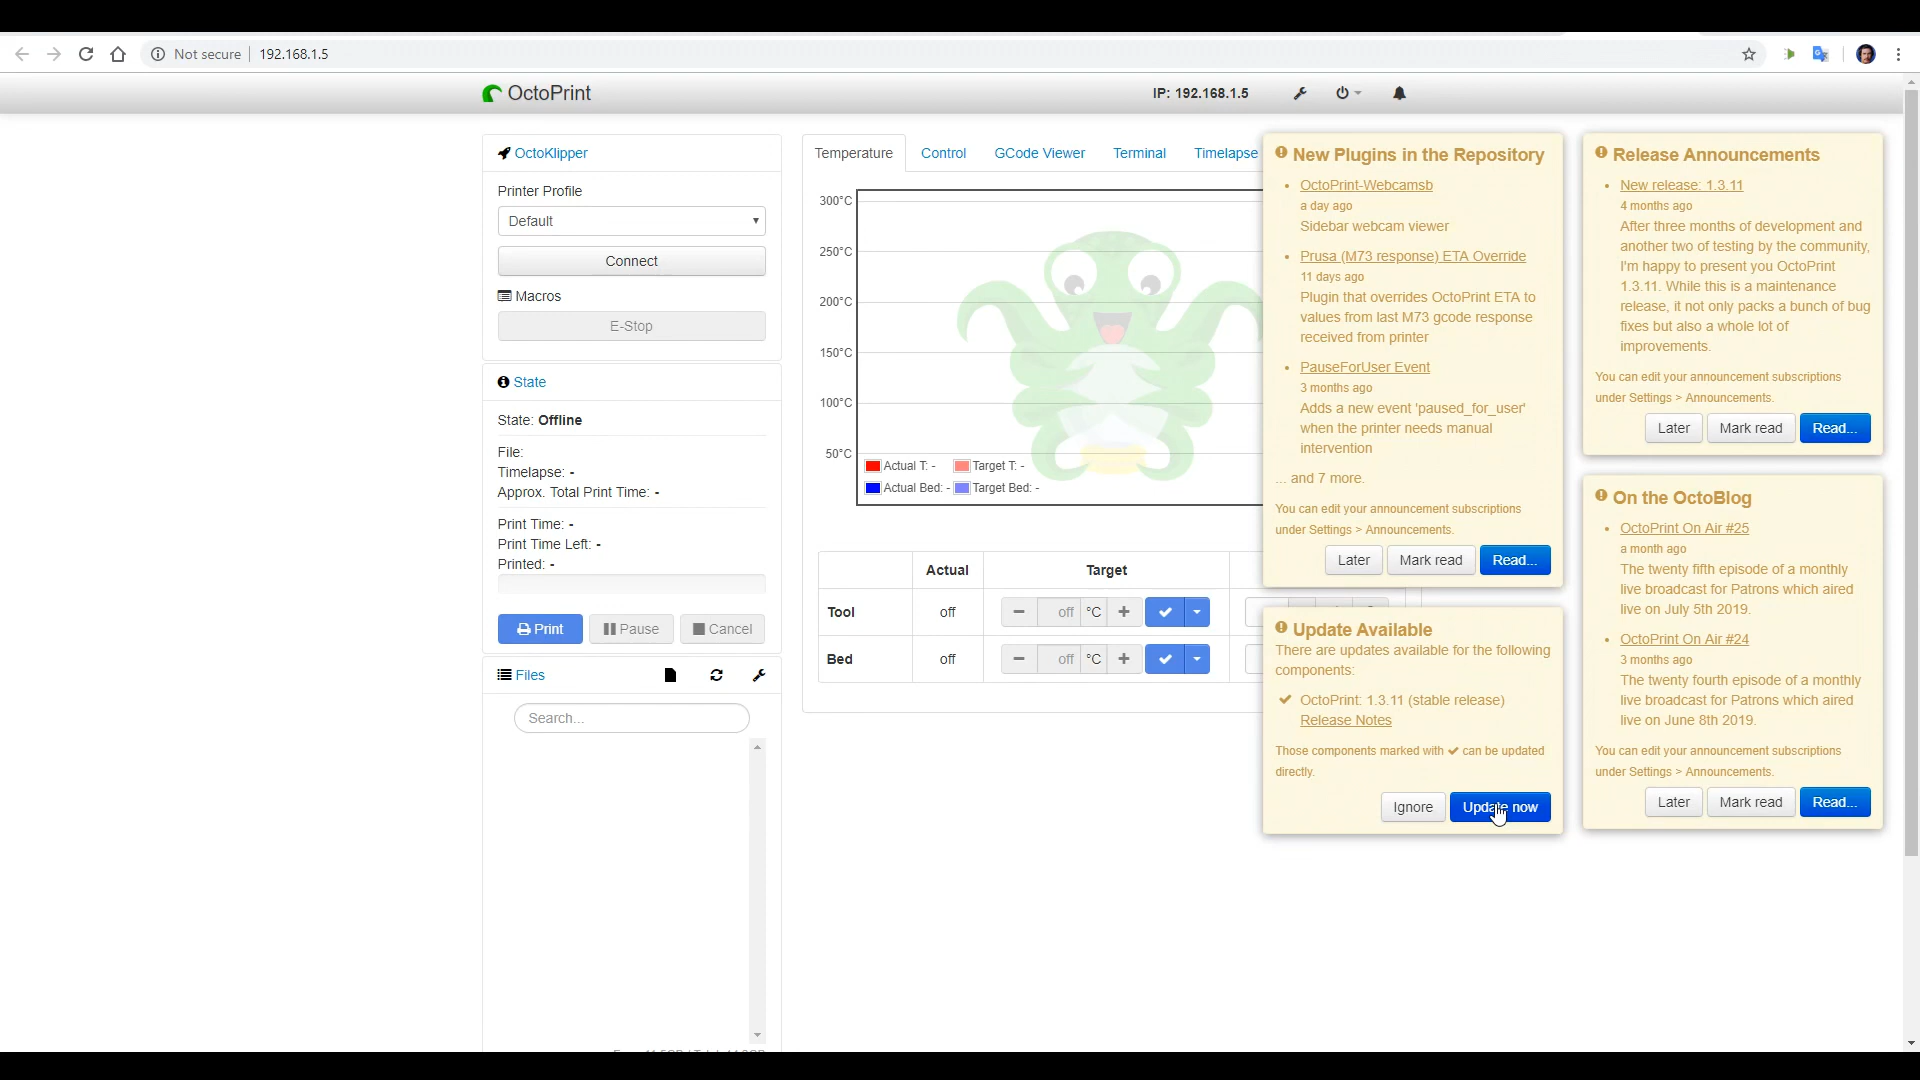 Not secure 192.168.1.5
OctoPrint
IP: 192.168.1.5
OctoKlipper
Printer Profile
Default
Connect
Macros
E-Stop
State
State: Offline
File:
Timelapse: -
Approx. Total Print Time: -
Print Time: -
Print Time Left: -
Printed: -
Print
Pause
Cancel
Files
Search...
Temperature
Control
GCode Viewer
Terminal
Timelapse
300°C
250°C
200°C
150°C
100°C
50°C
Actual T: -
Target T: -
Actual Bed: -
Target Bed: -
Actual
Target
Tool
off
off °C
Bed
off
off °C
New Plugins in the Repository
OctoPrint-Webcamsb
a day ago
Sidebar webcam viewer
Prusa (M73 response) ETA Override
11 days ago
Plugin that overrides OctoPrint ETA to
values from last M73 gcode response
received from printer
PauseForUser Event
3 months ago
Adds a new event 'paused_for_user'
when the printer needs manual
intervention
... and 7 more.
You can edit your announcement subscriptions
under Settings > Announcements.
Later
Mark read
Read...
Update Available
There are updates available for the following
components:
OctoPrint: 1.3.11 (stable release)
Release Notes
Those components marked with ✔ can be updated
directly.
Ignore
Update now
Release Announcements
New release: 1.3.11
4 months ago
After three months of development and
another two of testing by the community,
I'm happy to present you OctoPrint
1.3.11. While this is a maintenance
release, it not only packs a bunch of bug
fixes but also a whole lot of
improvements.
You can edit your announcement subscriptions
under Settings > Announcements.
Later
Mark read
Read...
On the OctoBlog
OctoPrint On Air #25
a month ago
The twenty fifth episode of a monthly
live broadcast for Patrons which aired
live on July 5th 2019.
OctoPrint On Air #24
3 months ago
The twenty fourth episode of a monthly
live broadcast for Patrons which aired
live on June 8th 2019.
You can edit your announcement subscriptions
under Settings > Announcements.
Later
Mark read
Read...